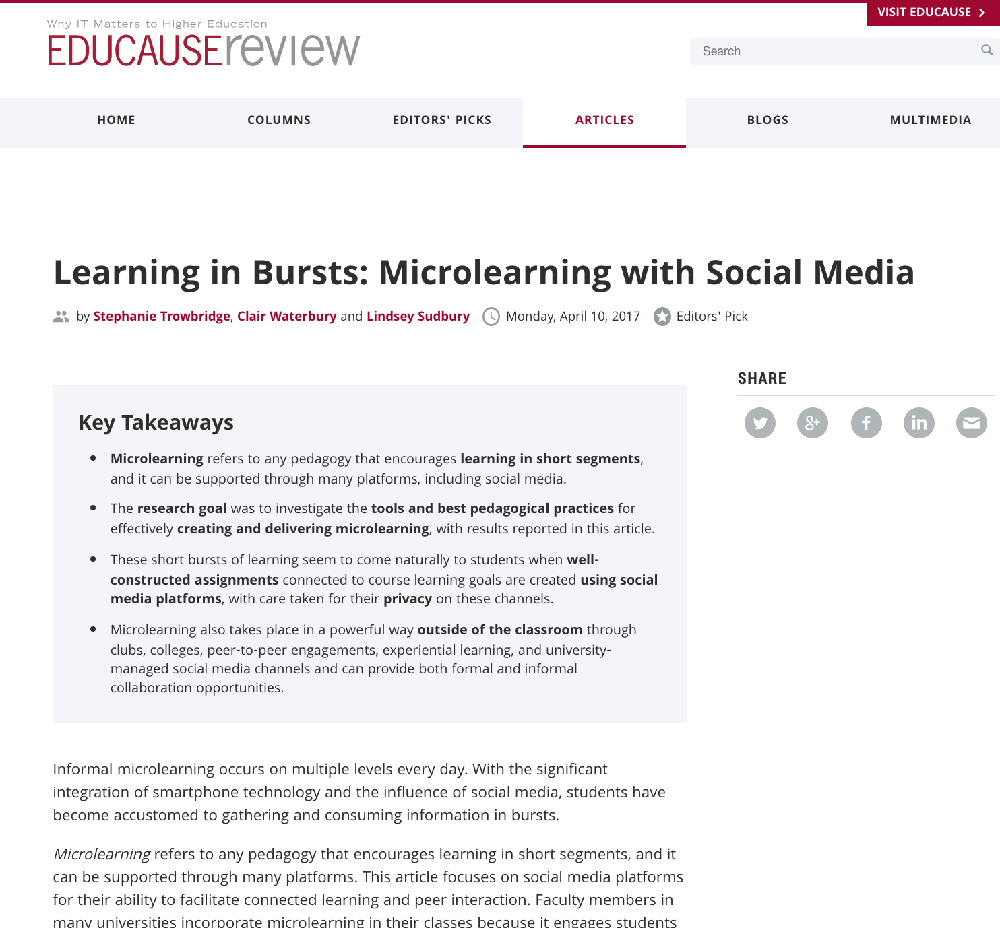 VISIT EDUCAUSE
Why IT Matters to Higher Education
EDUCAUSEreview
Search
HOME
COLUMNS
EDITORS' PICKS
ARTICLES
BLOGS
MULTIMEDIA
Learning in Bursts: Microlearning with Social Media
by Stephanie Trowbridge, Clair Waterbury and Lindsey Sudbury
Monday, April 10, 2017
Editors' Pick
SHARE
Key Takeaways
Microlearning refers to any pedagogy that encourages learning in short segments,
and it can be supported through many platforms, including social media.
The research goal was to investigate the tools and best pedagogical practices for
effectively creating and delivering microlearning, with results reported in this article.
These short bursts of learning seem to come naturally to students when well-
constructed assignments connected to course learning goals are created using social
media platforms, with care taken for their privacy on these channels.
Microlearning also takes place in a powerful way outside of the classroom through
clubs, colleges, peer-to-peer engagements, experiential learning, and university-
managed social media channels and can provide both formal and informal
collaboration opportunities.
Informal microlearning occurs on multiple levels every day. With the significant
integration of smartphone technology and the influence of social media, students have
become accustomed to gathering and consuming information in bursts.
Microlearning refers to any pedagogy that encourages learning in short segments, and it
can be supported through many platforms. This article focuses on social media platforms
for their ability to facilitate connected learning and peer interaction. Faculty members in
many universities incorporate microlearning in their classes because it engages students